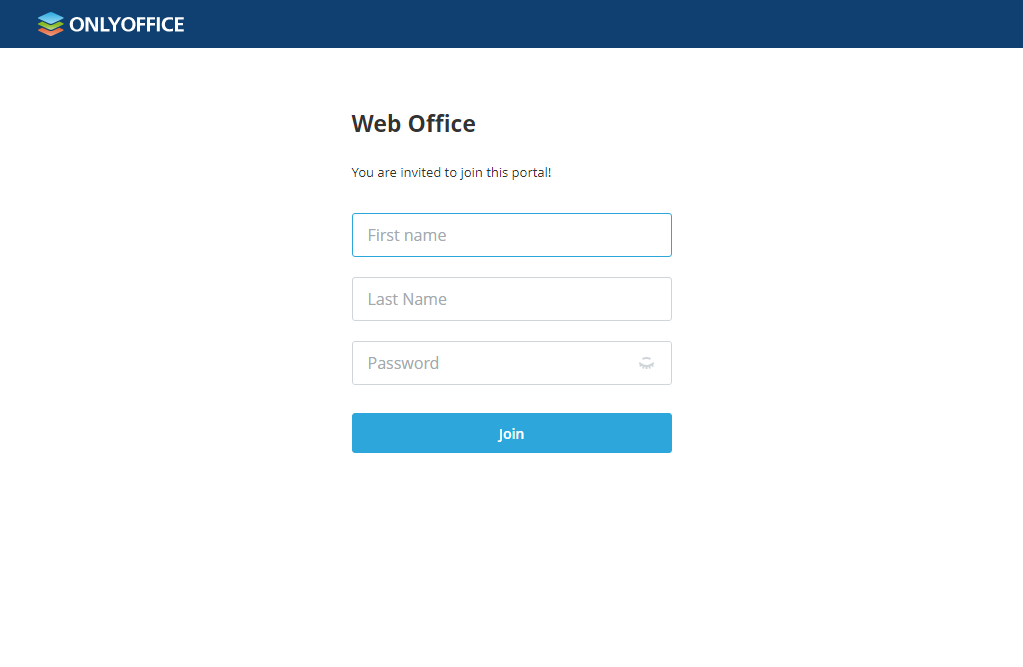 ONLYOFFICE
Web Office
You are invited to join this portal!
First name
Last Name
Password
Join